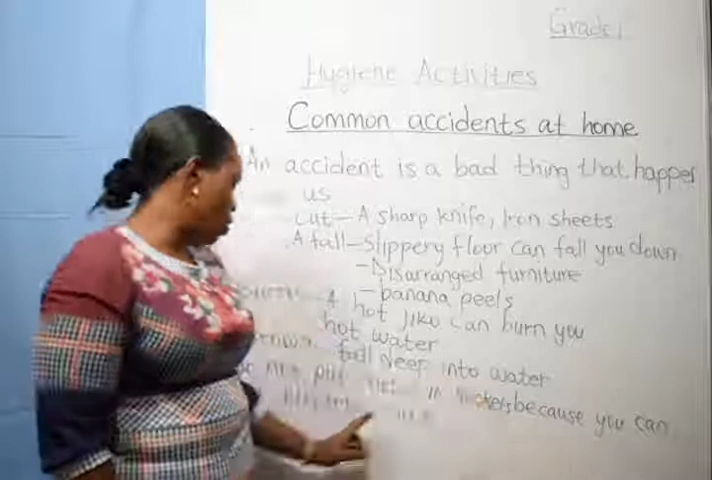 Grade 1
Hygiene Activities
Common accidents at home
An accident is a bad thing that happen
us
cut - A sharp knife, Iron sheets
A fall - Slippery floor can fall you down
- Disarranged furniture
- banana peels
A hot jiko can burn you
hot water
fall deep into water
in because you can